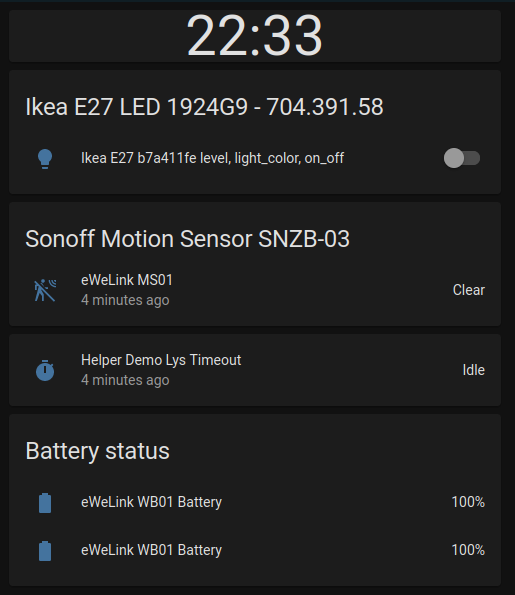 22:33
Ikea E27 LED 1924G9 - 704.391.58
Ikea E27 b7a411fe level, light_color, on_off
Sonoff Motion Sensor SNZB-03
eWeLink MS01
4 minutes ago
Clear
Helper Demo Lys Timeout
4 minutes ago
Idle
Battery status
eWeLink WB01 Battery 100%
eWeLink WB01 Battery 100%